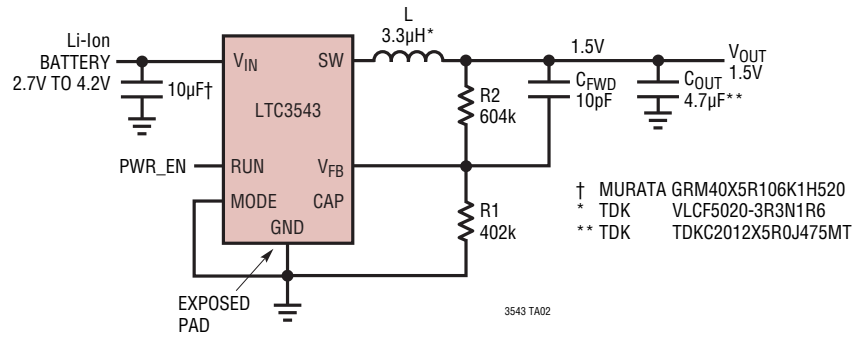 L
3.3µH*
Li-Ion
BATTERY
2.7V TO 4.2V
10µF†
VIN
SW
LTC3543
1.5V
VOUT
1.5V
R2
604k
CFWD
10pF
COUT
4.7µF**
PWR_EN
RUN
VFB
MODE
CAP
GND
R1
402k
† MURATA GRM40X5R106K1H520
* TDK VLCF5020-3R3N1R6
** TDK TDKC2012X5R0J475MT
EXPOSED
PAD
3543 TA02